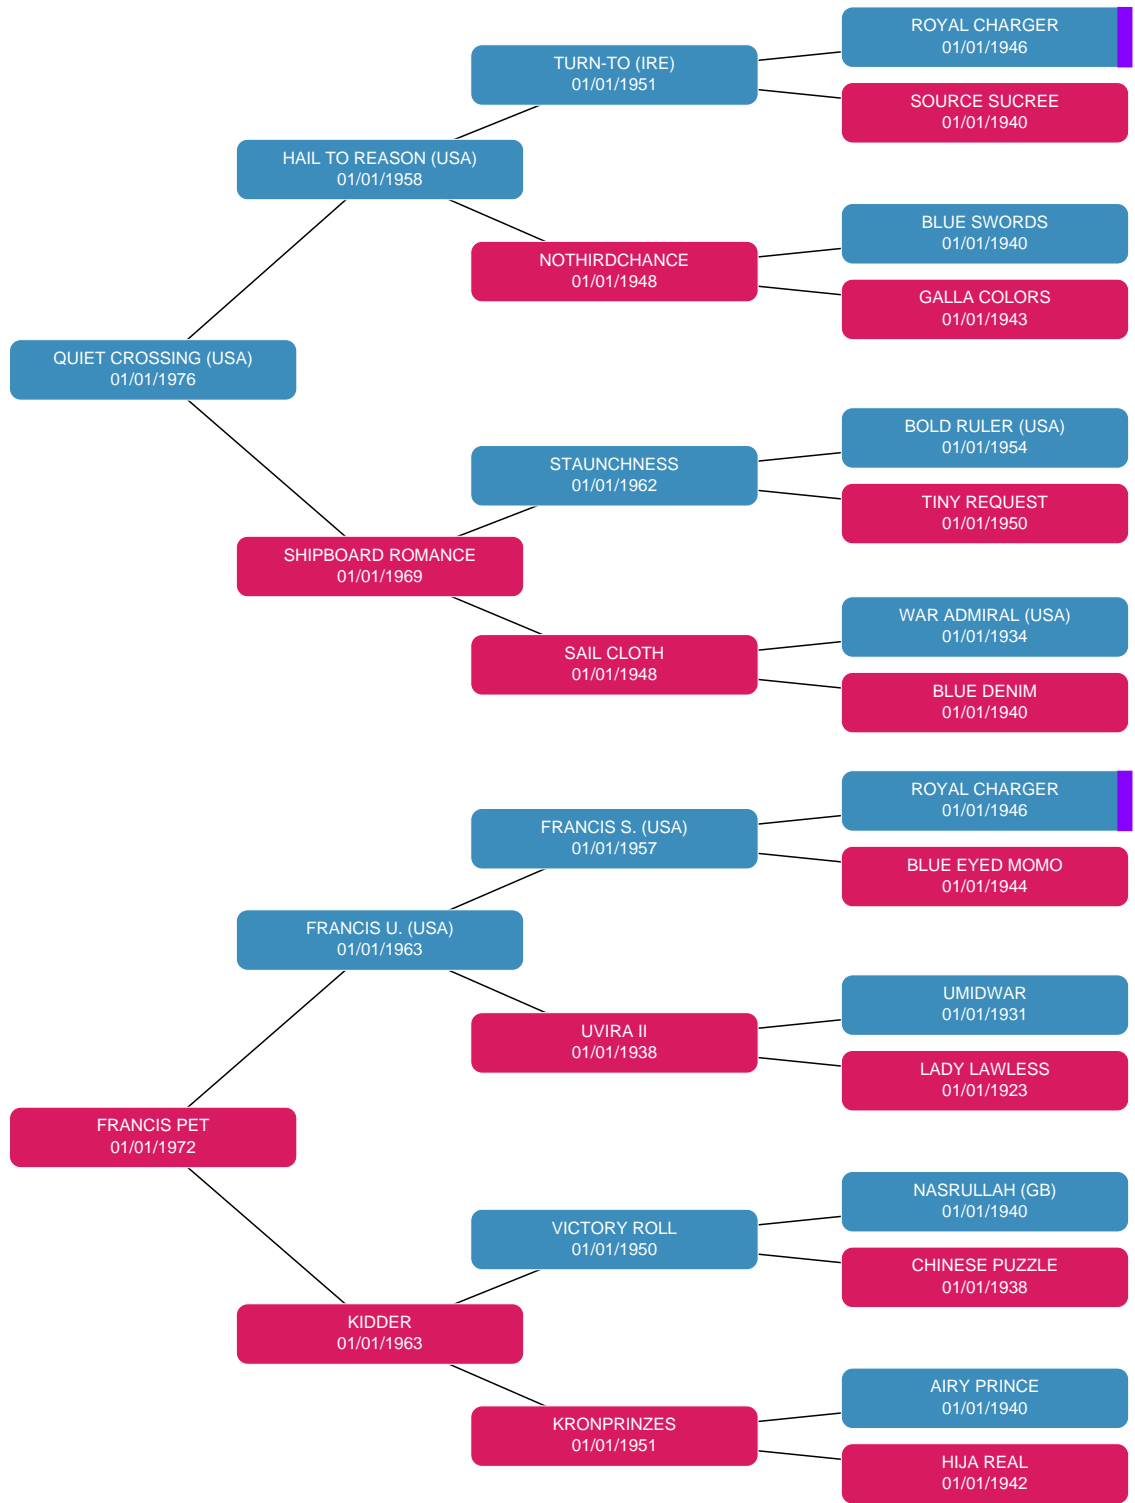 ROYAL CHARGER
01/01/1946
TURN-TO (IRE)
01/01/1951
SOURCE SUCREE
01/01/1940
HAIL TO REASON (USA)
01/01/1958
BLUE SWORDS
01/01/1940
NOTHIRDCHANCE
01/01/1948
GALLA COLORS
01/01/1943
QUIET CROSSING (USA)
01/01/1976
BOLD RULER (USA)
01/01/1954
STAUNCHNESS
01/01/1962
TINY REQUEST
01/01/1950
SHIPBOARD ROMANCE
01/01/1969
WAR ADMIRAL (USA)
01/01/1934
SAIL CLOTH
01/01/1948
BLUE DENIM
01/01/1940
ROYAL CHARGER
01/01/1946
FRANCIS S. (USA)
01/01/1957
BLUE EYED MOMO
01/01/1944
FRANCIS U. (USA)
01/01/1963
UMIDWAR
01/01/1931
UVIRA II
01/01/1938
LADY LAWLESS
01/01/1923
FRANCIS PET
01/01/1972
NASRULLAH (GB)
01/01/1940
VICTORY ROLL
01/01/1950
CHINESE PUZZLE
01/01/1938
KIDDER
01/01/1963
AIRY PRINCE
01/01/1940
KRONPRINZES
01/01/1951
HIJA REAL
01/01/1942